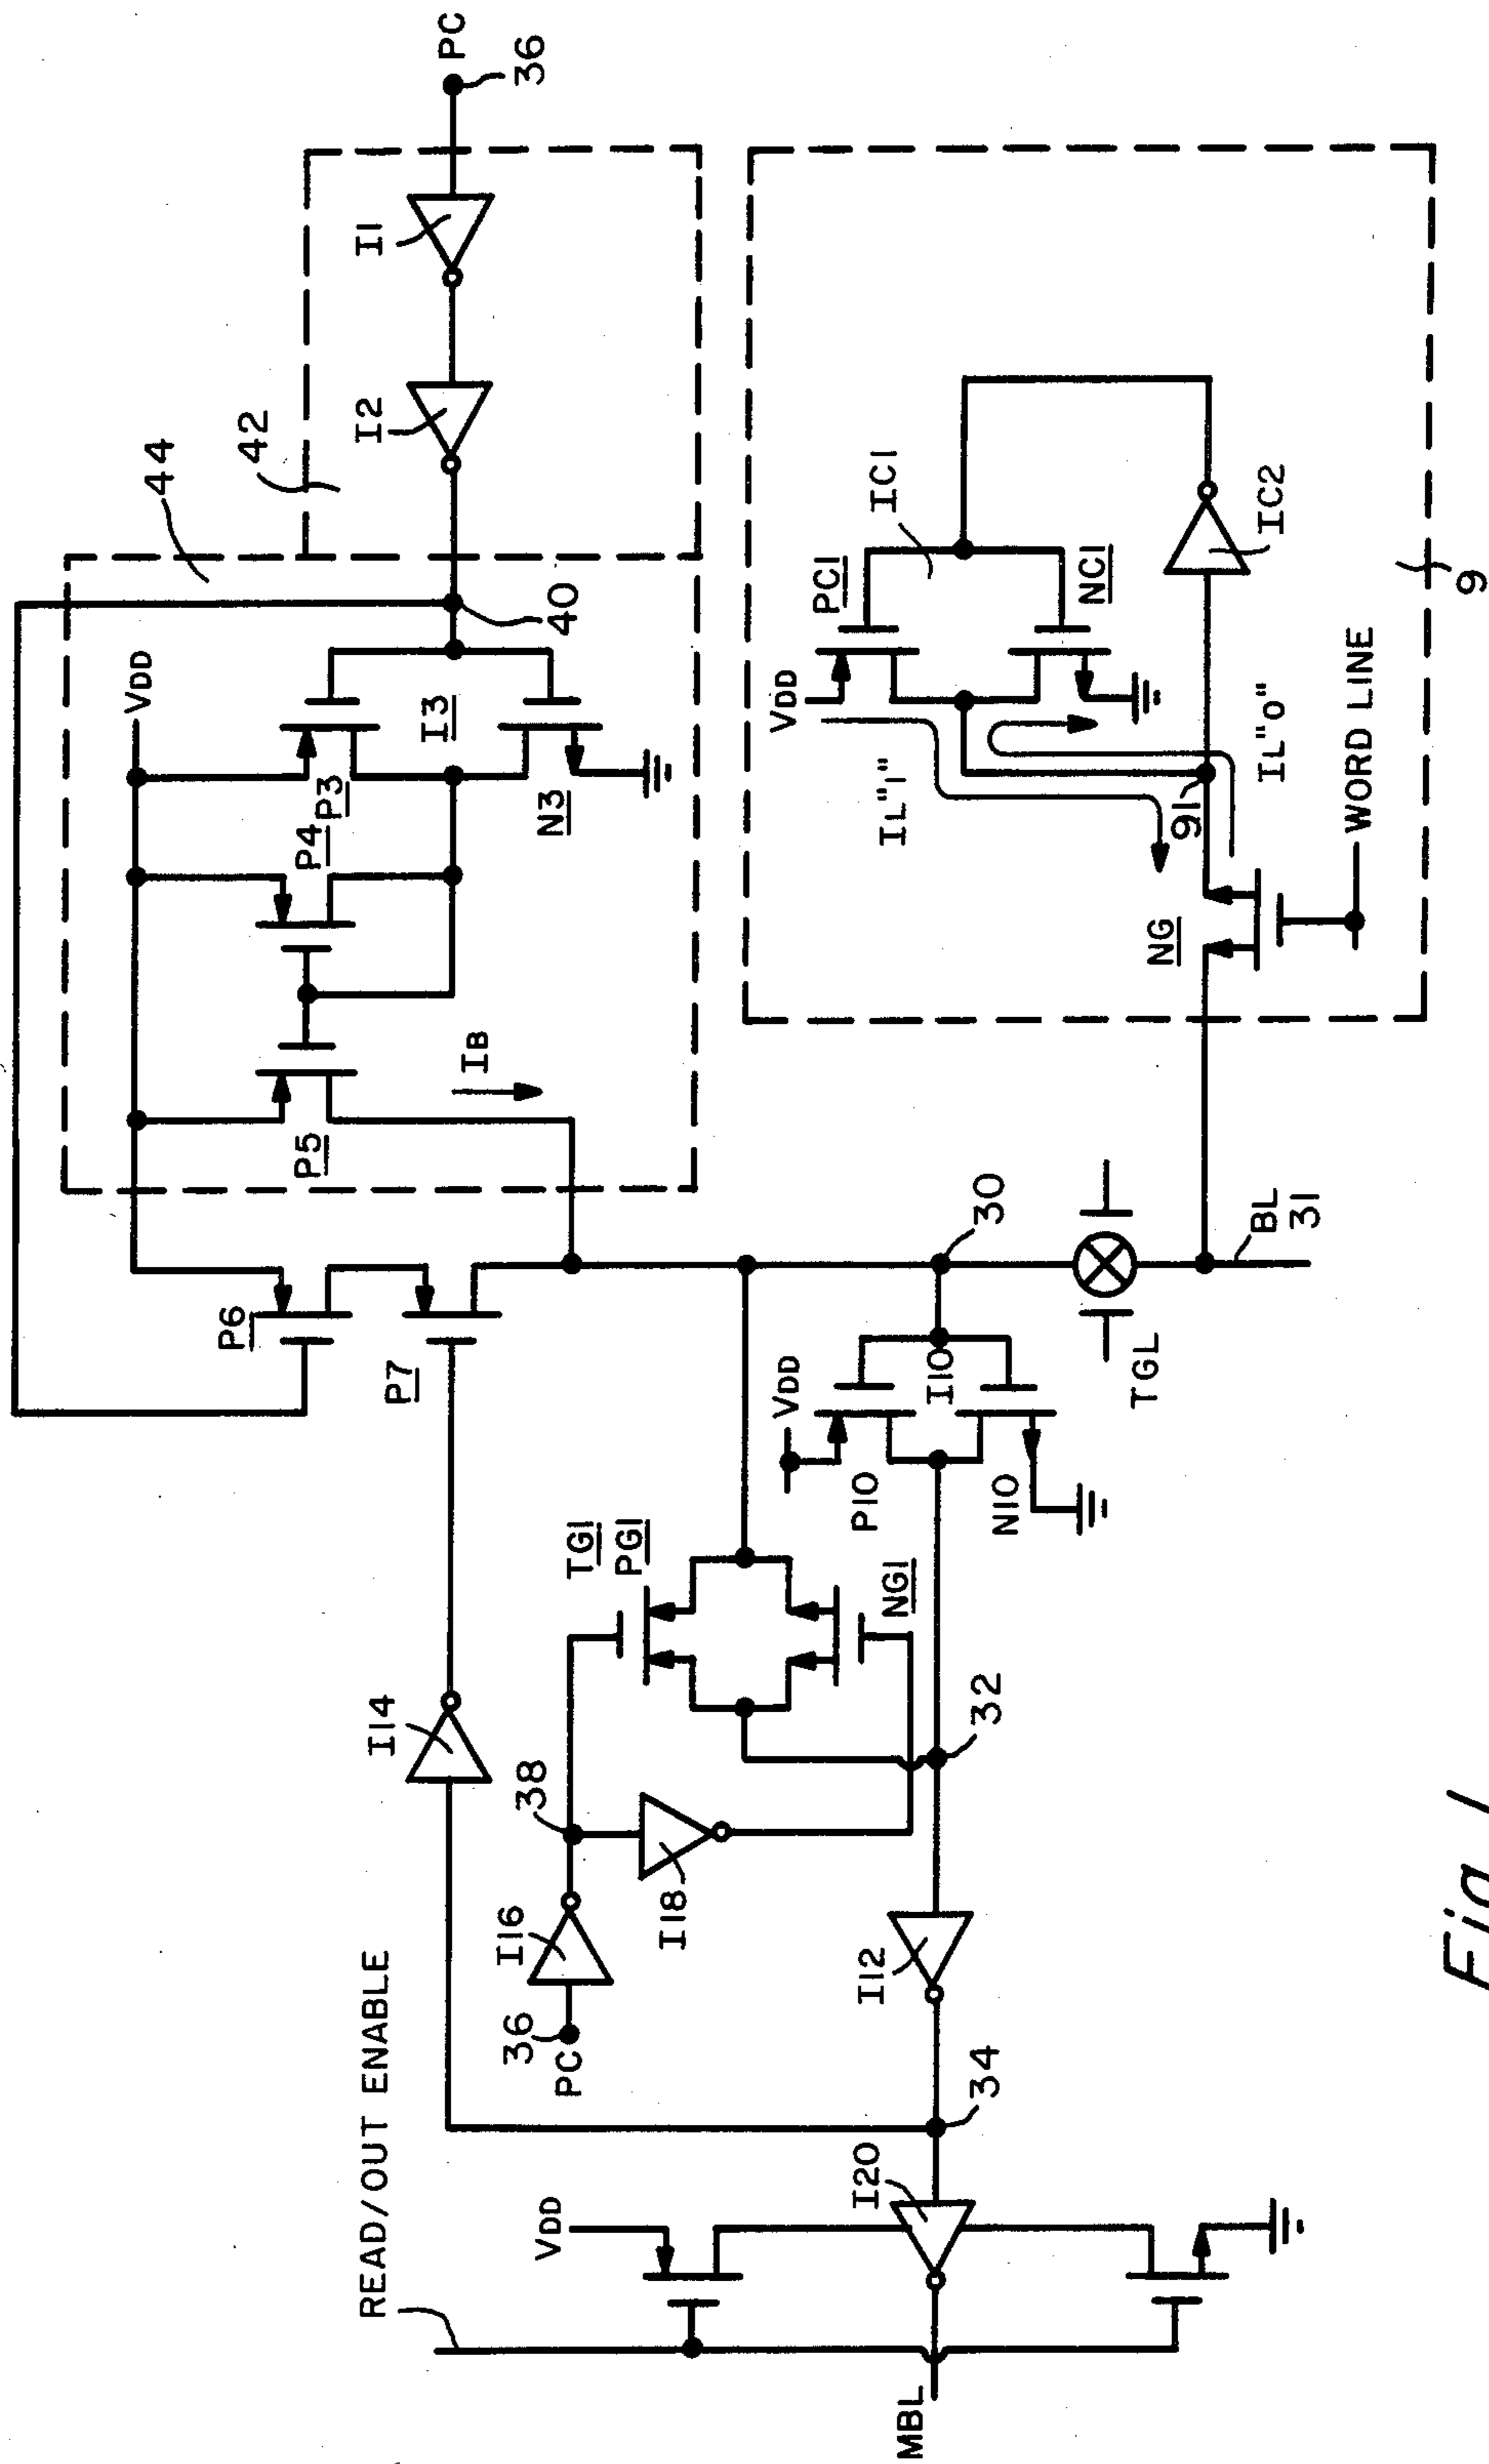 PC
36
I1
I2
42
44
40
VDD
P3
I3
N3
P4
P5
IB
P6
P7
IC1
PC1
NC1
VDD
IC2
IL"1"
IL"0"
91
NG
WORD LINE
9
30
BL
31
TGL
VDD
P10
I10
N10
TG1
PG1
NG1
32
I14
38
I16
I18
36
PC
I12
34
READ/OUT ENABLE
I20
VDD
MBL
Fig. 1